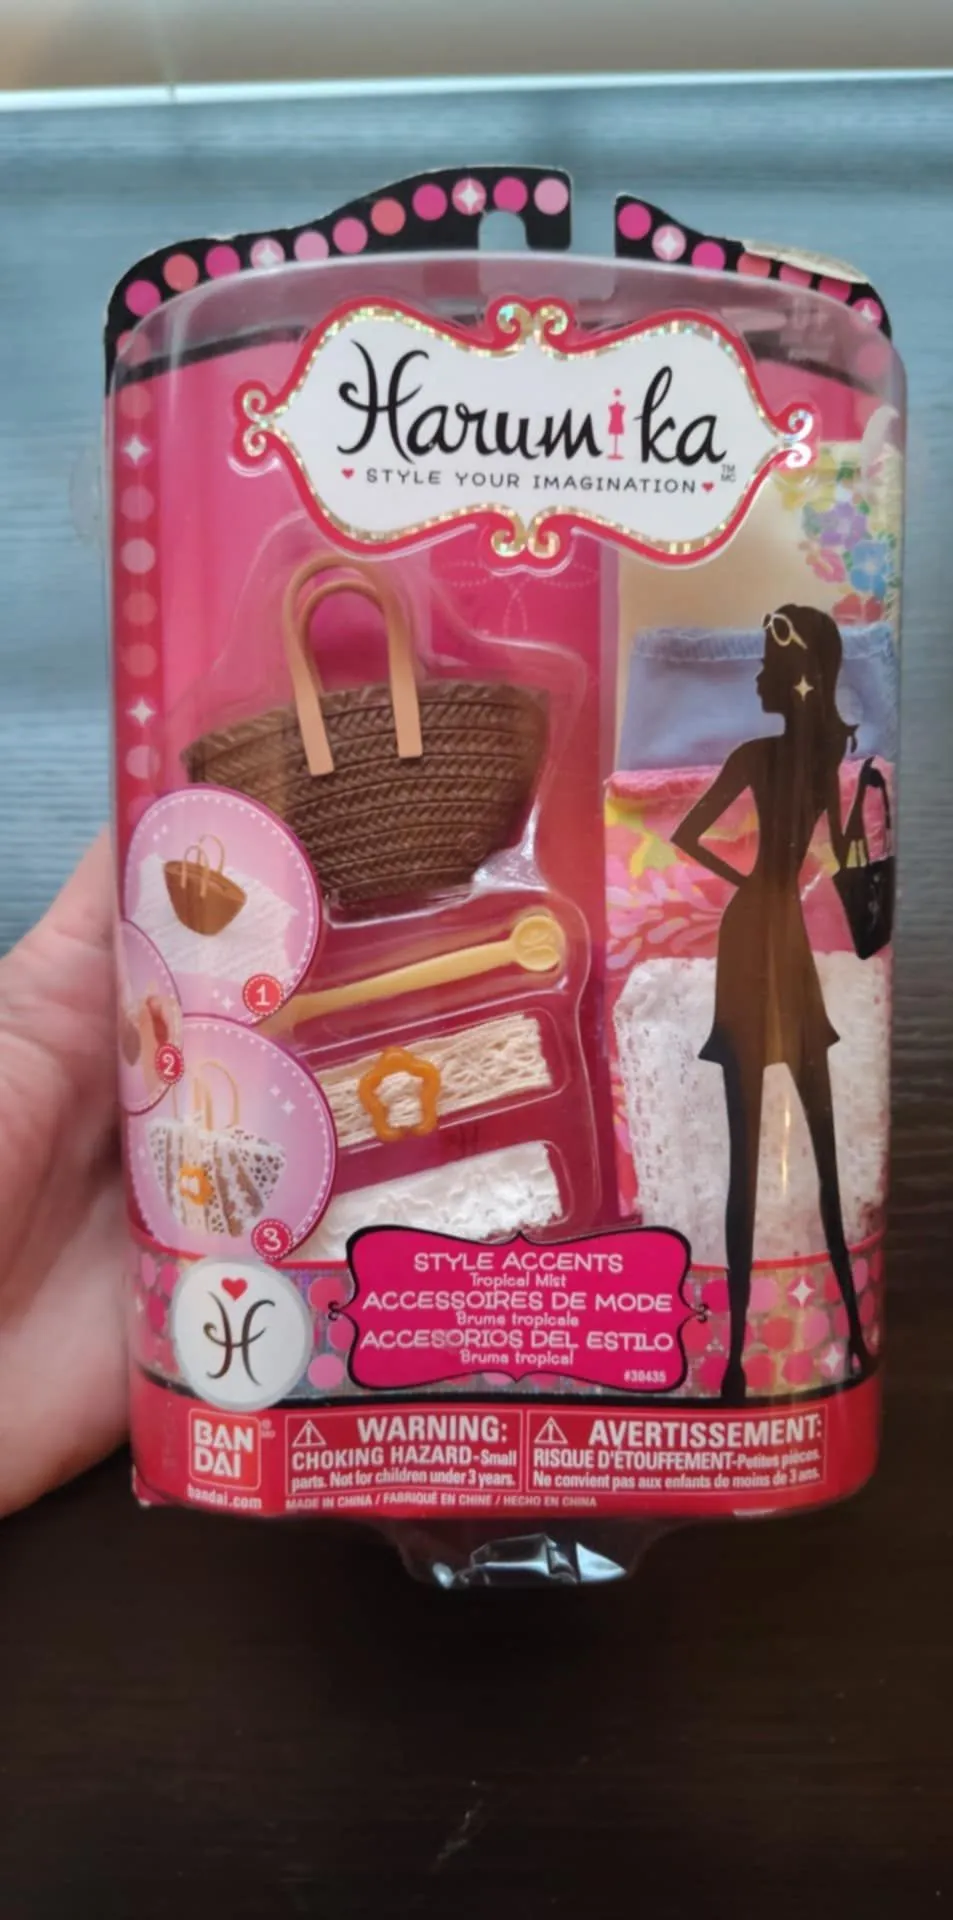 Harumika
TM
MC
♥ STYLE YOUR IMAGINATION ♥
1
2
3
STYLE ACCENTS
Tropical Mist
ACCESSOIRES DE MODE
Brume tropicale
ACCESORIOS DEL ESTILO
Bruma tropical
#30435
H
BAN
DAI
bandai.com
WARNING:
CHOKING HAZARD-Small
parts. Not for children under 3 years.
AVERTISSEMENT:
RISQUE D'ÉTOUFFEMENT-Petites pièces.
Ne convient pas aux enfants de moins de 3 ans.
MADE IN CHINA / FABRIQUÉ EN CHINE / HECHO EN CHINA